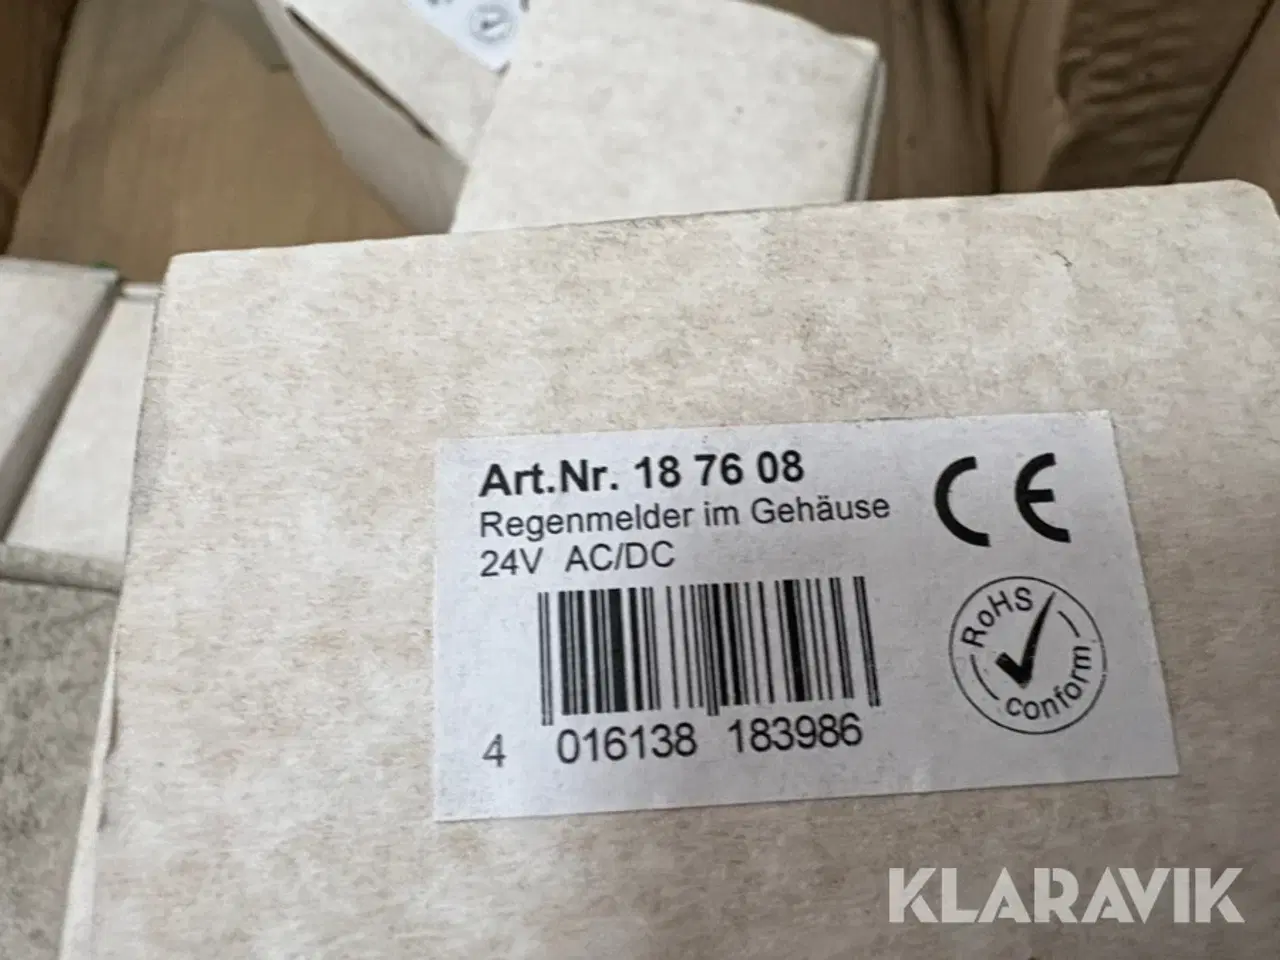 Art.Nr. 18 76 08
Regenmelder im Gehäuse
24V AC/DC
CE
RoHS
conform
4 016138 183986
KLARAVIK